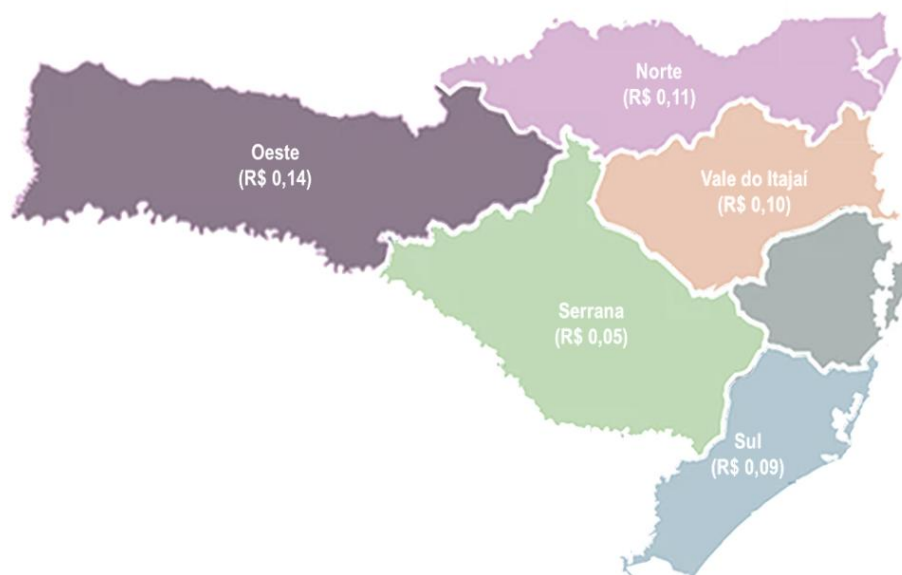 Norte
(R$ 0,11)
Oeste
(R$ 0,14)
Vale do Itajaí
(R$ 0,10)
Serrana
(R$ 0,05)
Sul
(R$ 0,09)